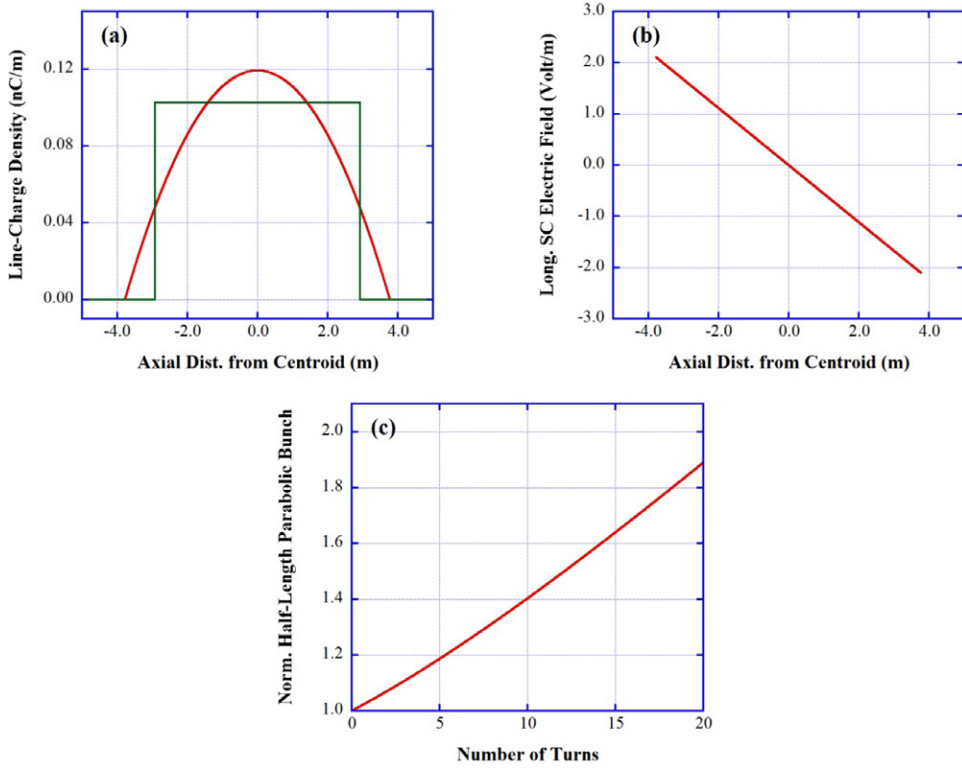 (a)
Line-Charge Density (nC/m)
0.12
0.08
0.04
0.00
-4.0 -2.0 0.0 2.0 4.0
Axial Dist. from Centroid (m)
(b)
Long. SC Electric Field (Volt/m)
3.0
2.0
1.0
0.0
-1.0
-2.0
-3.0
-4.0 -2.0 0.0 2.0 4.0
Axial Dist. from Centroid (m)
(c)
Norm. Half-Length Parabolic Bunch
2.0
1.8
1.6
1.4
1.2
1.0
0 5 10 15 20
Number of Turns